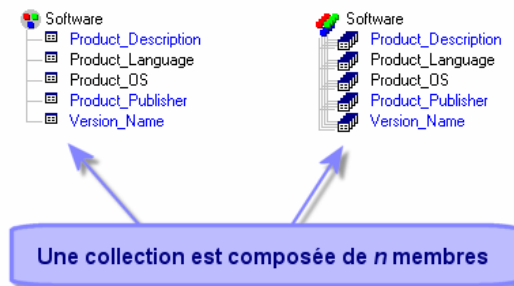 Software
Product_Description
Product_Language
Product_OS
Product_Publisher
Version_Name
Software
Product_Description
Product_Language
Product_OS
Product_Publisher
Version_Name
Une collection est composée de n membres